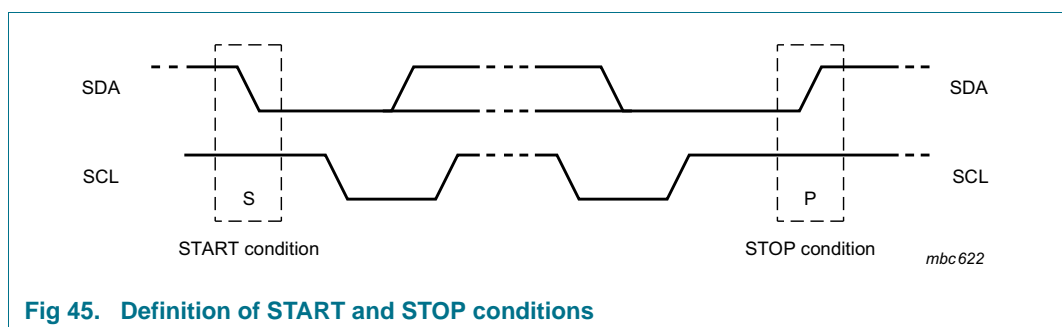 SDA
SDA
SCL
SCL
S
P
START condition
STOP condition
mbc622
Fig 45. Definition of START and STOP conditions